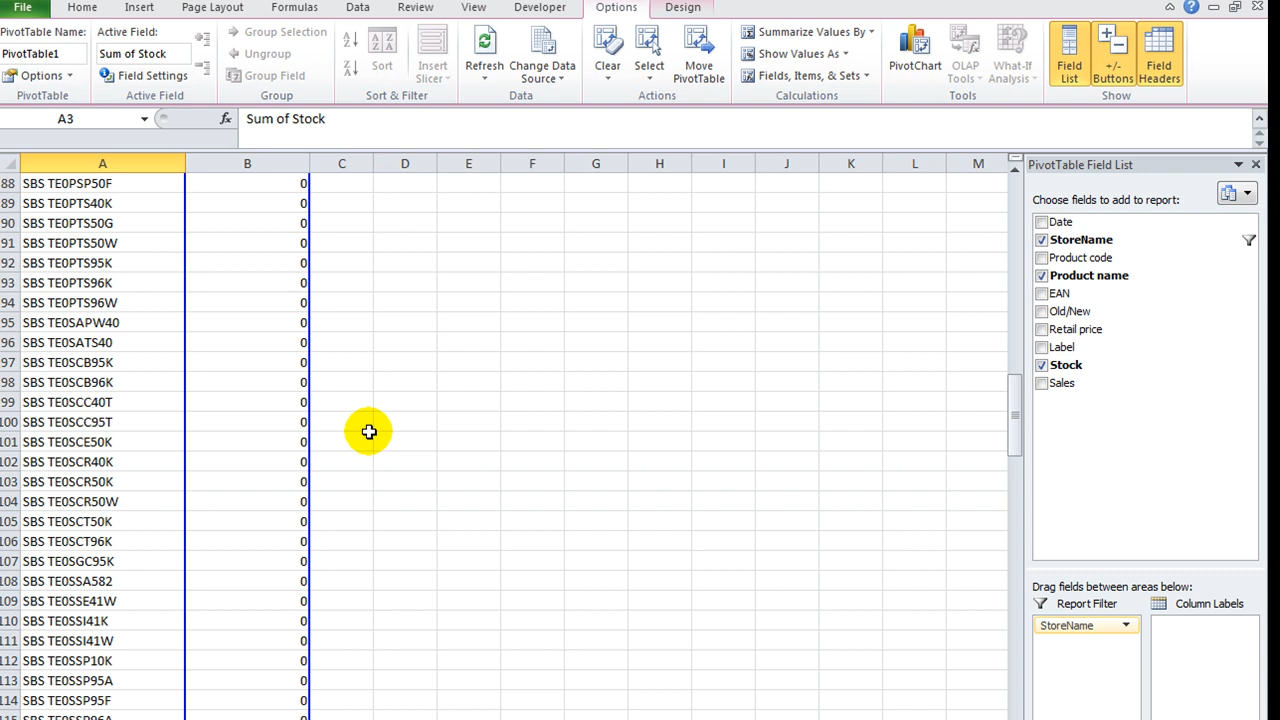 File Home Insert Page Layout Formulas Data Review View Developer Options Design
PivotTable Name: Active Field: Group Selection
PivotTable1 Sum of Stock Ungroup Sort Insert Slicer Refresh Change Data Source Clear Select Move PivotTable Summarize Values By Show Values As PivotChart OLAP Tools What-If Analysis Field List +/- Buttons Field Headers
Options Field Settings Group Field Fields, Items, & Sets
PivotTable Active Field Group Sort & Filter Data Actions Calculations Tools Show
A3 fx Sum of Stock
A B C D E F G H I J K L M
88 SBS TE0PSP50F 0
89 SBS TE0PTS40K 0
90 SBS TE0PTS50G 0
91 SBS TE0PTS50W 0
92 SBS TE0PTS95K 0
93 SBS TE0PTS96K 0
94 SBS TE0PTS96W 0
95 SBS TE0SAPW40 0
96 SBS TE0SATS40 0
97 SBS TE0SCB95K 0
98 SBS TE0SCB96K 0
99 SBS TE0SCC40T 0
100 SBS TE0SCC95T 0
101 SBS TE0SCE50K 0
102 SBS TE0SCR40K 0
103 SBS TE0SCR50K 0
104 SBS TE0SCR50W 0
105 SBS TE0SCT50K 0
106 SBS TE0SCT96K 0
107 SBS TE0SGC95K 0
108 SBS TE0SSA582 0
109 SBS TE0SSE41W 0
110 SBS TE0SSI41K 0
111 SBS TE0SSI41W 0
112 SBS TE0SSP10K 0
113 SBS TE0SSP95A 0
114 SBS TE0SSP95F 0
115 SBS TE0SSP96A 0
PivotTable Field List
Choose fields to add to report:
Date
StoreName
Product code
Product name
EAN
Old/New
Retail price
Label
Stock
Sales
Drag fields between areas below:
Report Filter Column Labels
StoreName